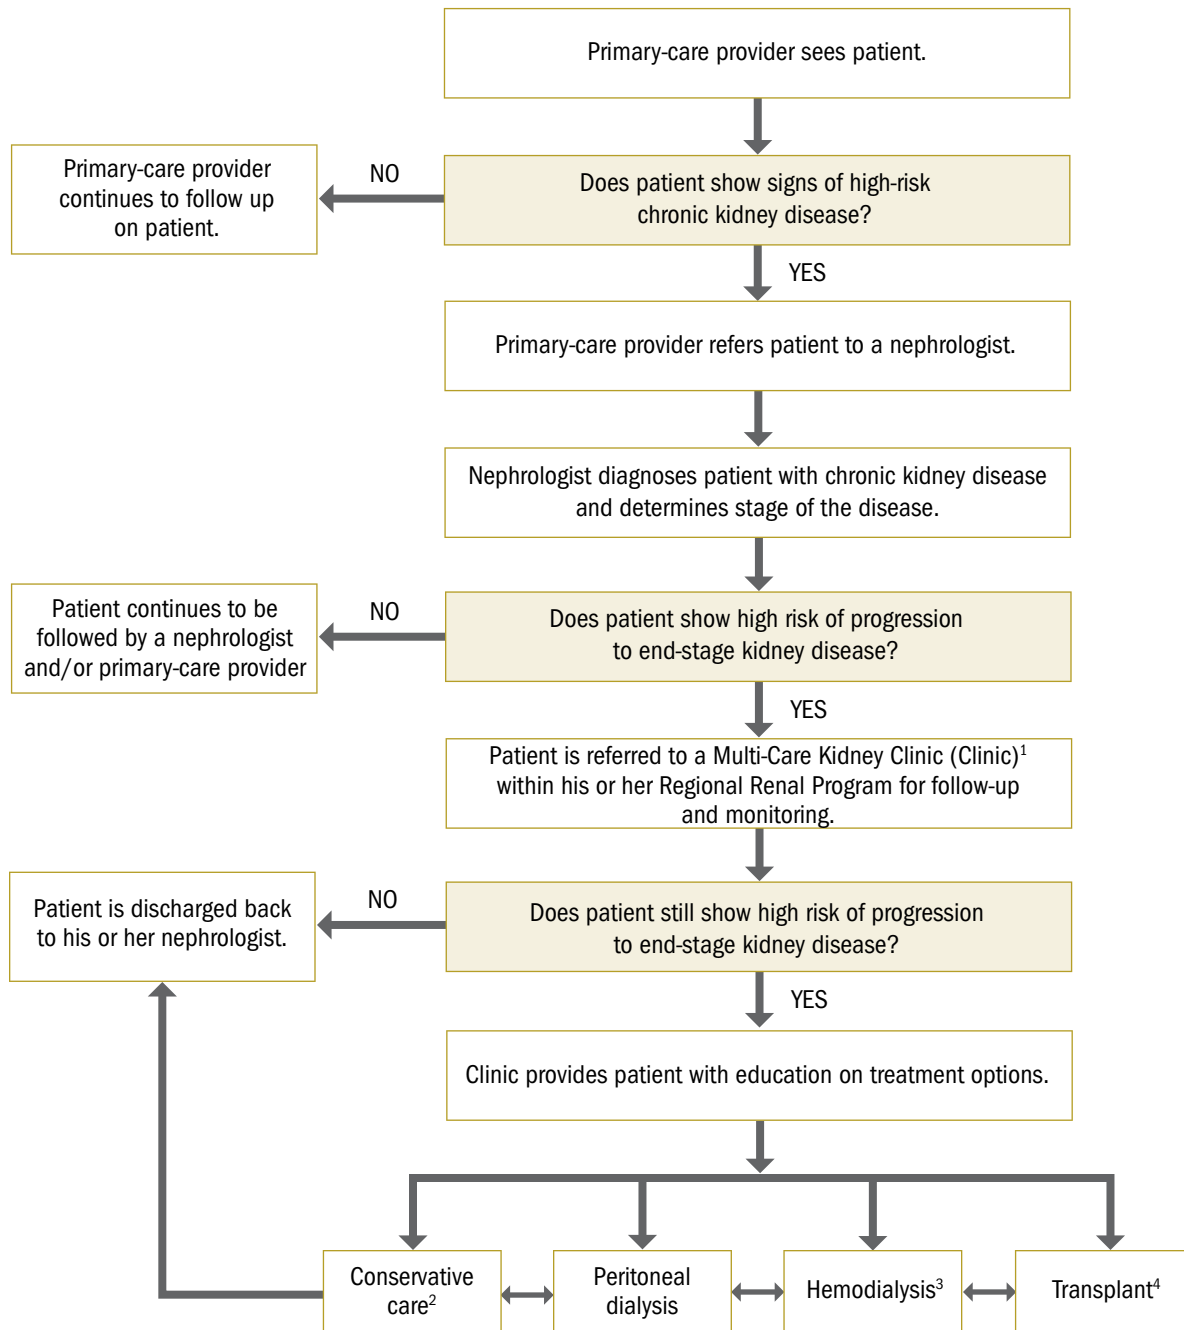 Primary-care provider sees patient.
Primary-care provider
continues to follow up
on patient.
NO
Does patient show signs of high-risk
chronic kidney disease?
YES
Primary-care provider refers patient to a nephrologist.
Nephrologist diagnoses patient with chronic kidney disease
and determines stage of the disease.
Patient continues to be
followed by a nephrologist
and/or primary-care provider
NO
Does patient show high risk of progression
to end-stage kidney disease?
YES
Patient is referred to a Multi-Care Kidney Clinic (Clinic)¹
within his or her Regional Renal Program for follow-up
and monitoring.
Patient is discharged back
to his or her nephrologist.
NO
Does patient still show high risk of progression
to end-stage kidney disease?
YES
Clinic provides patient with education on treatment options.
Conservative
care²
Peritoneal
dialysis
Hemodialysis³
Transplant⁴